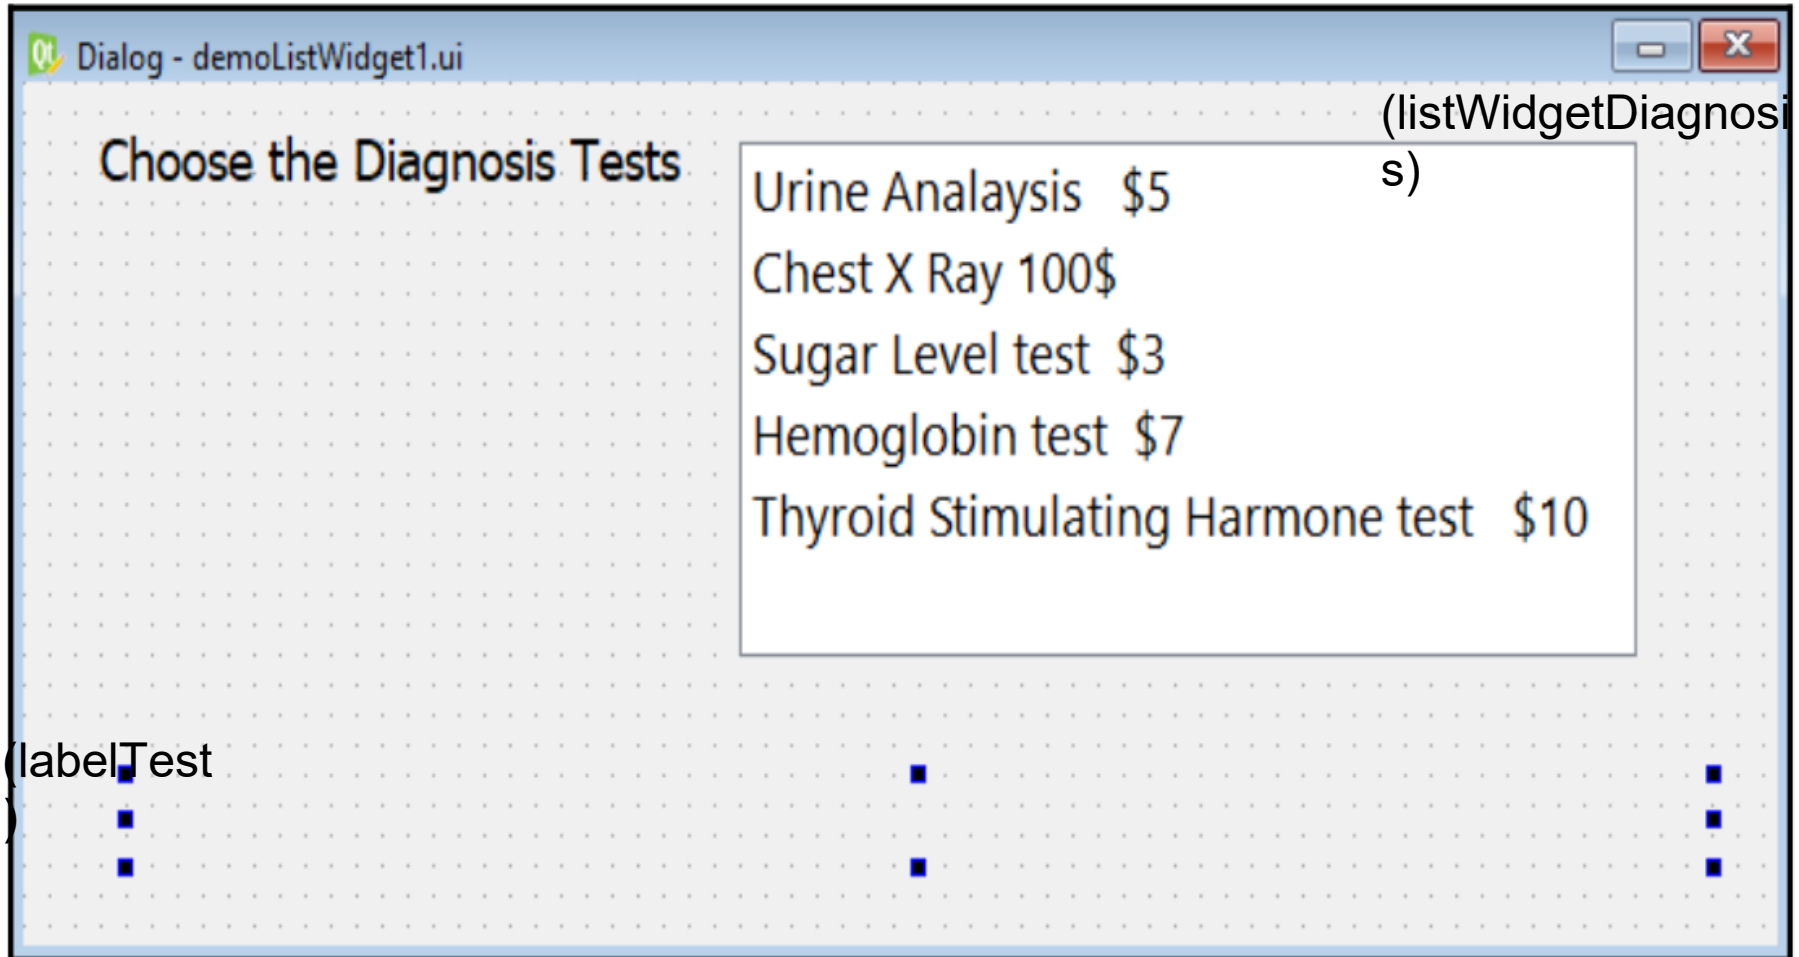 Qt Dialog - demoListWidget1.ui
(listWidgetDiagnosi
s)
Choose the Diagnosis Tests
Urine Analaysis $5
Chest X Ray 100$
Sugar Level test $3
Hemoglobin test $7
Thyroid Stimulating Harmone test $10
(labelTest
)